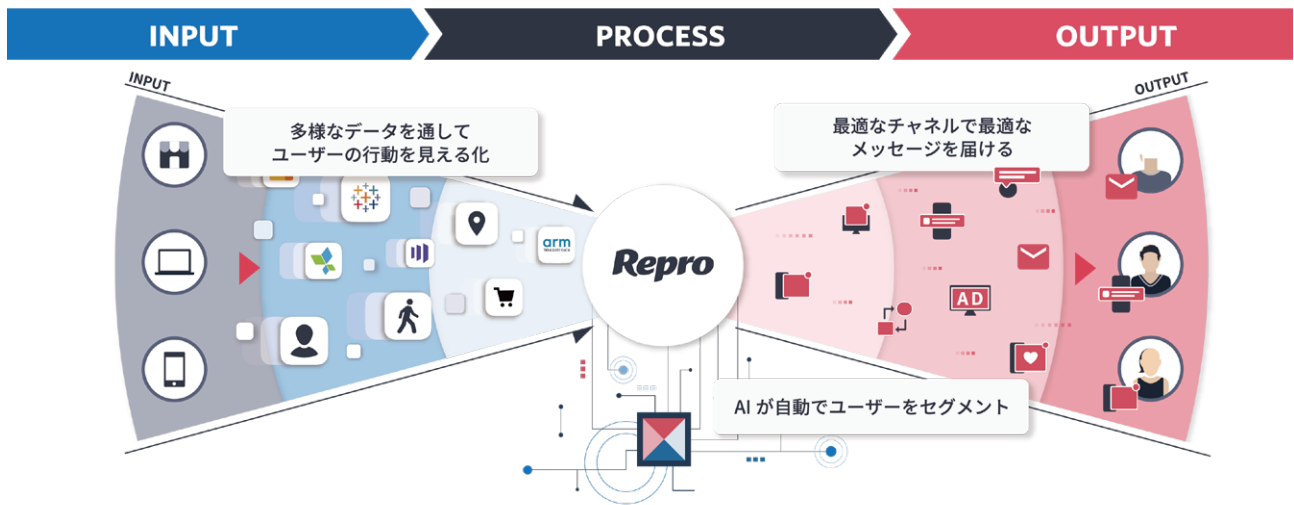 INPUT
PROCESS
OUTPUT
INPUT
OUTPUT
多様なデータを通して
ユーザーの行動を見える化
最適なチャネルで最適な
メッセージを届ける
arm
Repro
AD
AI が自動でユーザーをセグメント